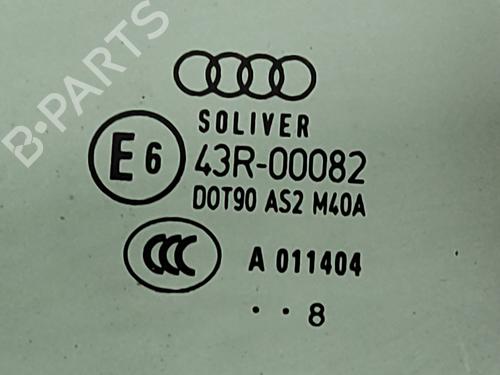 B-PARTS
SOLIVER
E6 43R-00082
DOT90 AS2 M40A
CCC A 011404
. . 8